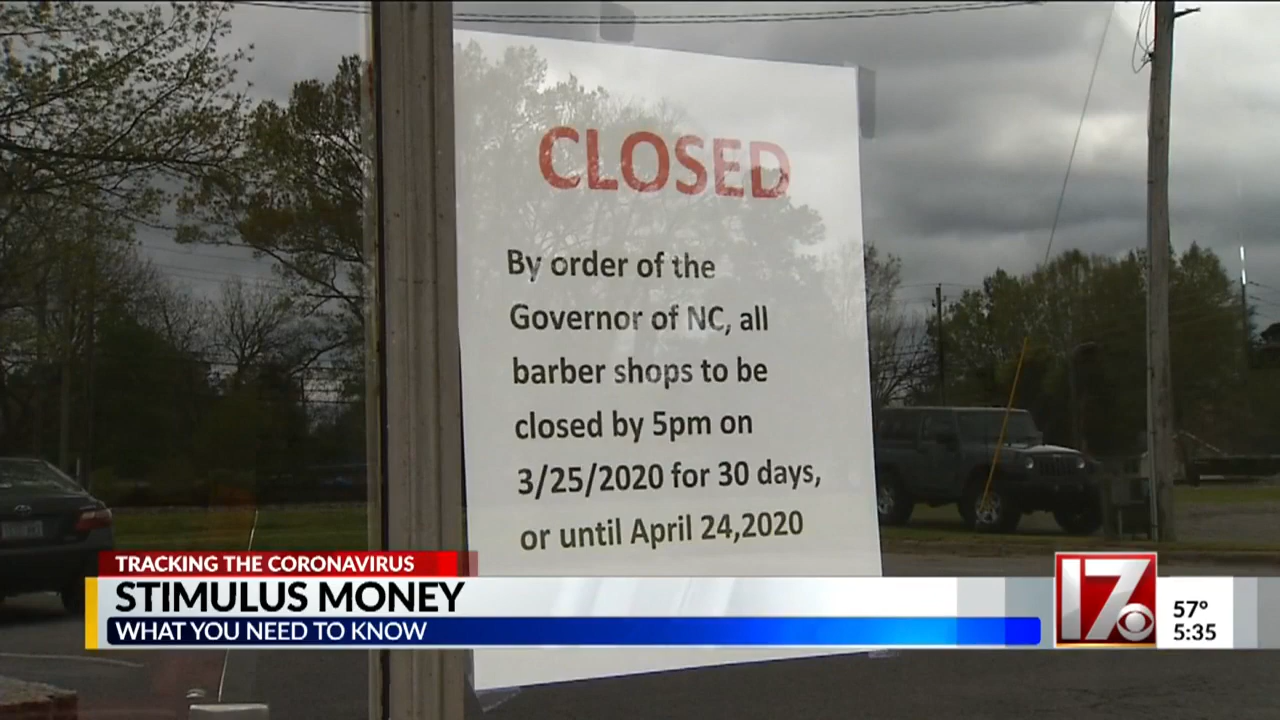 CLOSED
By order of the
Governor of NC, all
barber shops to be
closed by 5pm on
3/25/2020 for 30 days,
or until April 24,2020
TRACKING THE CORONAVIRUS
STIMULUS MONEY
WHAT YOU NEED TO KNOW
17
57°
5:35